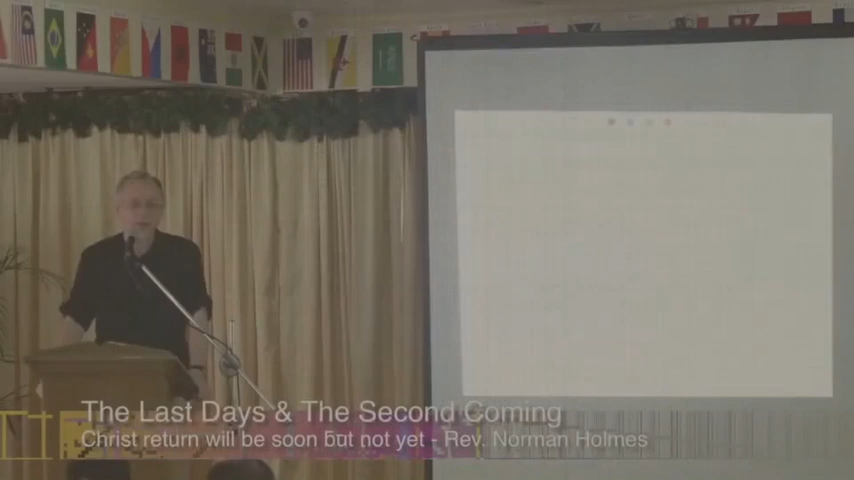 The Last Days & The Second Coming
Christ return will be soon but not yet - Rev. Norman Holmes